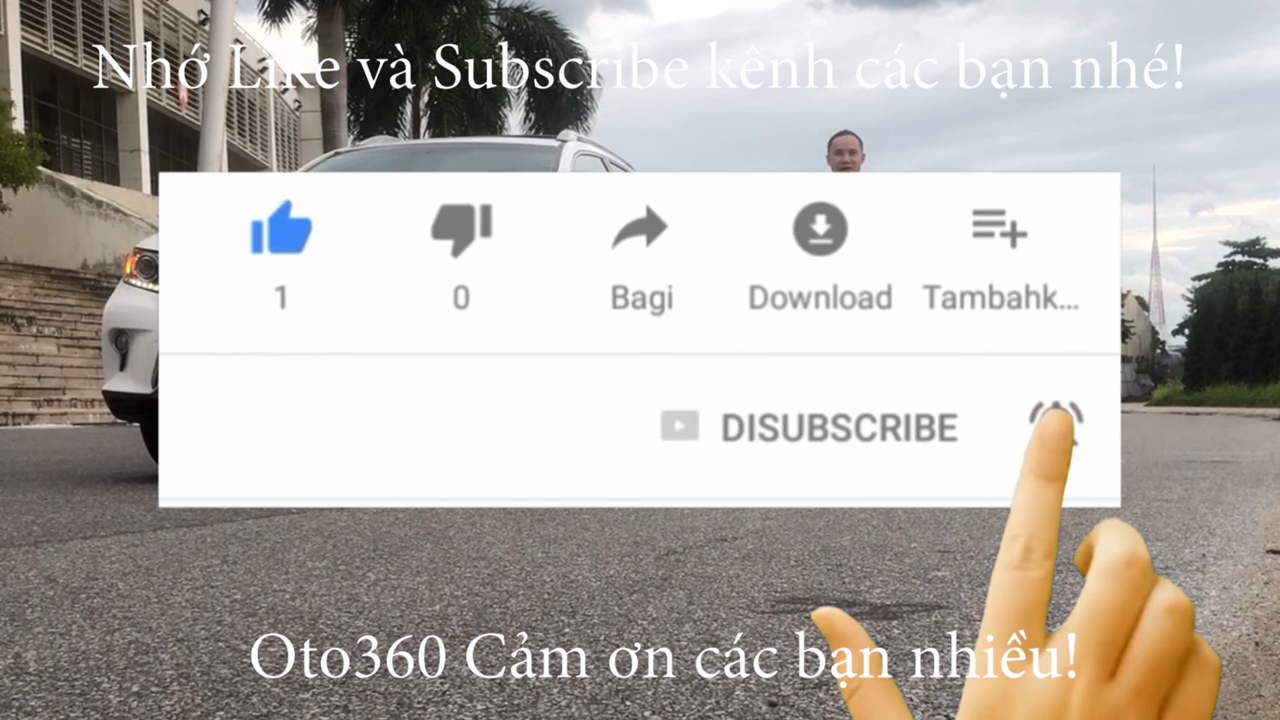 Nhớ Like và Subscribe kênh các bạn nhé!
1 0 Bagi Download Tambahk...
DISUBSCRIBE
Oto360 Cảm ơn các bạn nhiều!